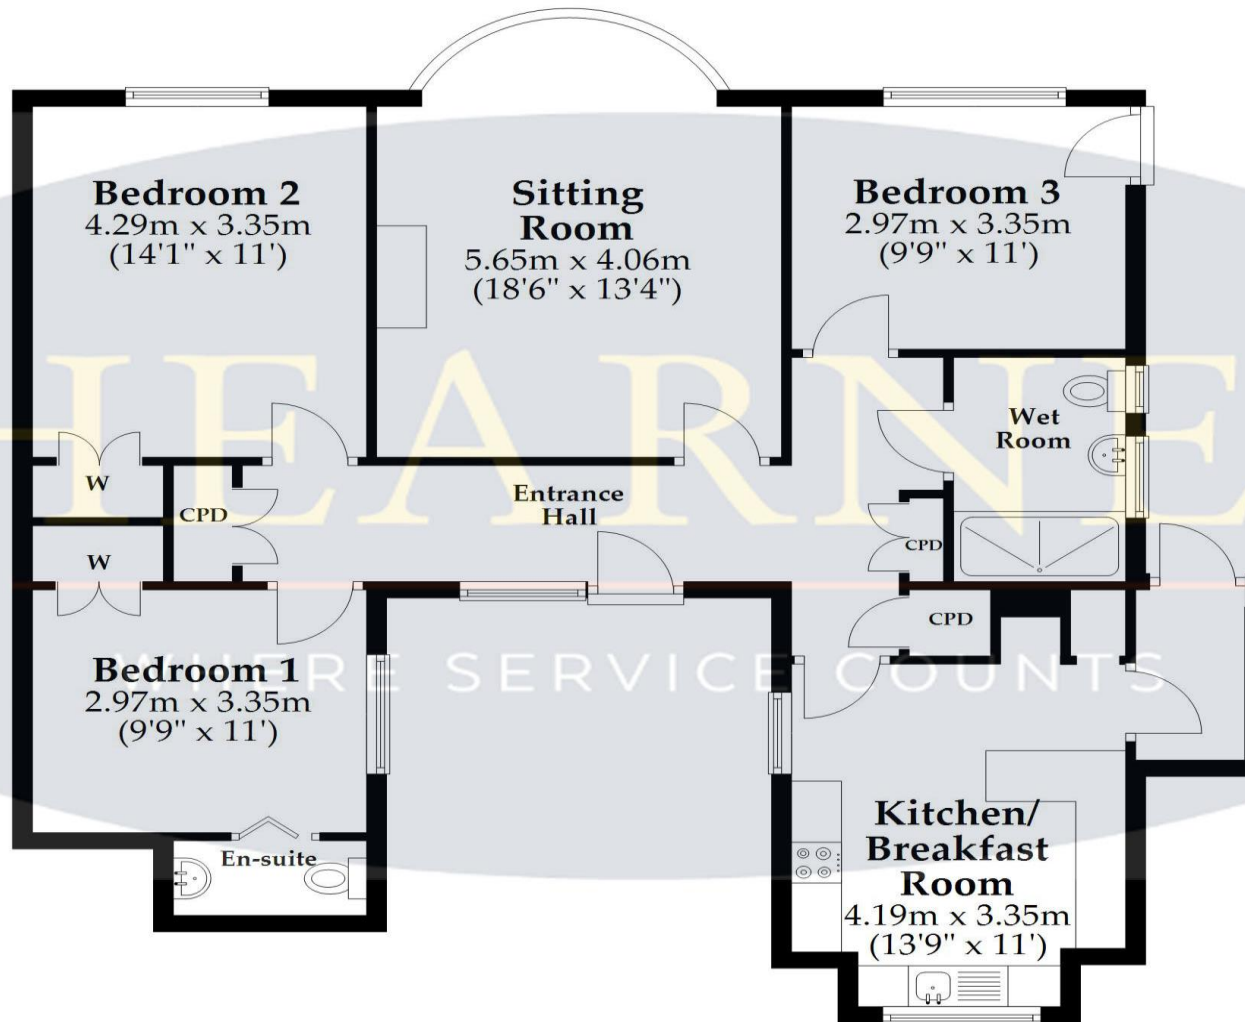 Bedroom 2
4.29m x 3.35m
(14'1" x 11')
Sitting
Room
5.65m x 4.06m
(18'6" x 13'4")
Bedroom 3
2.97m x 3.35m
(9'9" x 11')
HEARNE
Wet
Room
W
CPD
Entrance
Hall
CPD
W
CPD
WHERE SERVICE COUNTS
Bedroom 1
2.97m x 3.35m
(9'9" x 11')
En-suite
Kitchen/
Breakfast
Room
4.19m x 3.35m
(13'9" x 11')